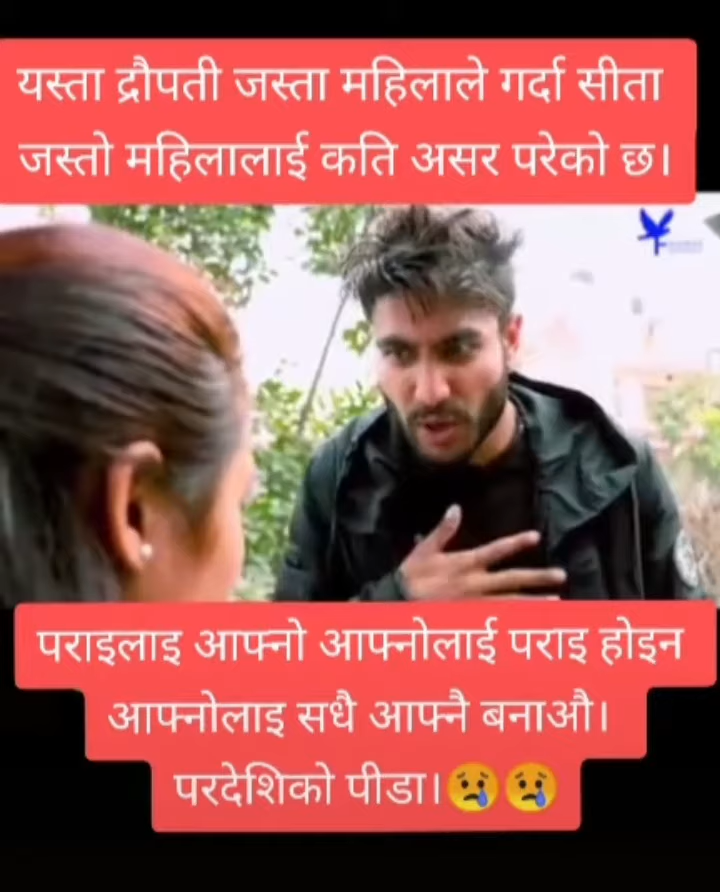 यस्ता द्रौपती जस्ता महिलाले गर्दा सीता
जस्तो महिलालाई कति असर परेको छ।
पराइलाइ आफ्नो आफ्नोलाई पराइ होइन
आफ्नोलाइ सधै आफ्नै बनाऔ।
परदेशिको पीडा।😢😢